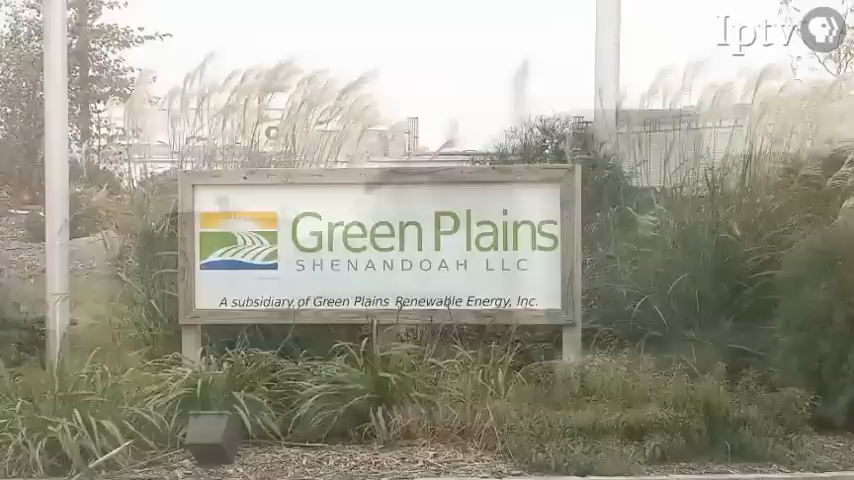 Iptv
Green Plains
SHENANDOAH LLC
A subsidiary of Green Plains Renewable Energy, Inc.